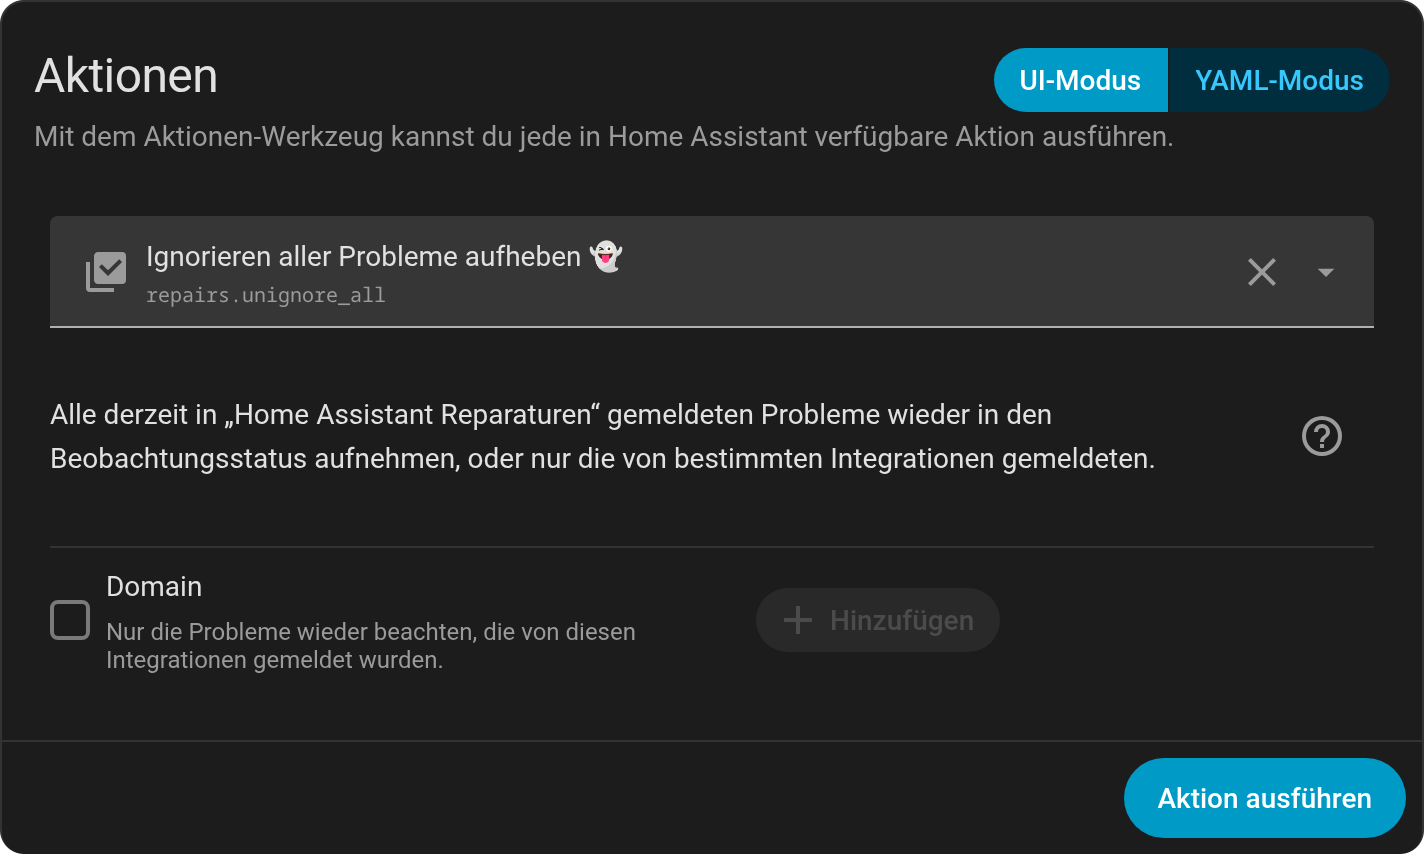 Aktionen
UI-Modus
YAML-Modus
Mit dem Aktionen-Werkzeug kannst du jede in Home Assistant verfügbare Aktion ausführen.
Ignorieren aller Probleme aufheben 👻
repairs.unignore_all
Alle derzeit in „Home Assistant Reparaturen“ gemeldeten Probleme wieder in den
Beobachtungsstatus aufnehmen, oder nur die von bestimmten Integrationen gemeldeten.
Domain
Nur die Probleme wieder beachten, die von diesen
Integrationen gemeldet wurden.
Hinzufügen
Aktion ausführen